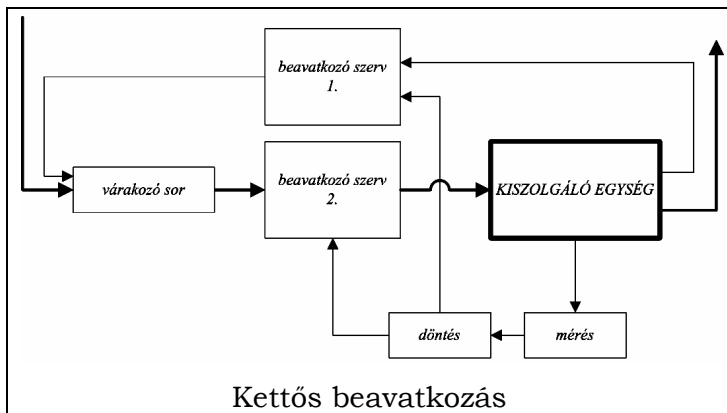 beavatkozó szerv
1.
várakozó sor
beavatkozó szerv
2.
KISZOLGÁLÓ EGYSÉG
döntés
mérés
Kettős beavatkozás